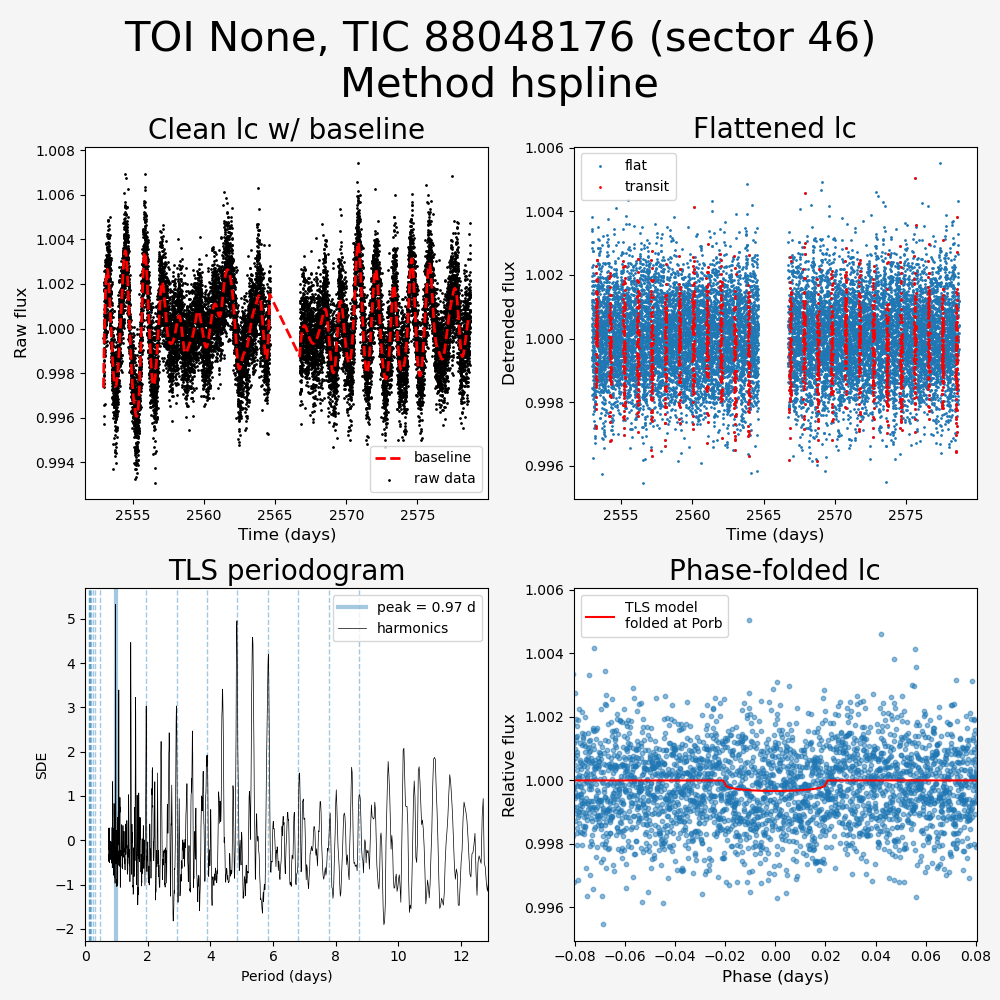 TOI None, TIC 88048176 (sector 46)
Method hspline
Clean lc w/ baseline
1.008
1.006
1.004
1.002
1.000
0.998
0.996
0.994
Raw flux
baseline
raw data
2555
2560
2565
2570
2575
Time (days)
Flattened lc
1.006
1.004
1.002
1.000
0.998
0.996
Detrended flux
flat
transit
2555
2560
2565
2570
2575
Time (days)
TLS periodogram
5
4
3
2
1
0
−1
−2
SDE
peak = 0.97 d
harmonics
0
2
4
6
8
10
12
Period (days)
Phase-folded lc
1.006
1.004
1.002
1.000
0.998
0.996
Relative flux
TLS model
folded at Porb
−0.08
−0.06
−0.04
−0.02
0.00
0.02
0.04
0.06
0.08
Phase (days)